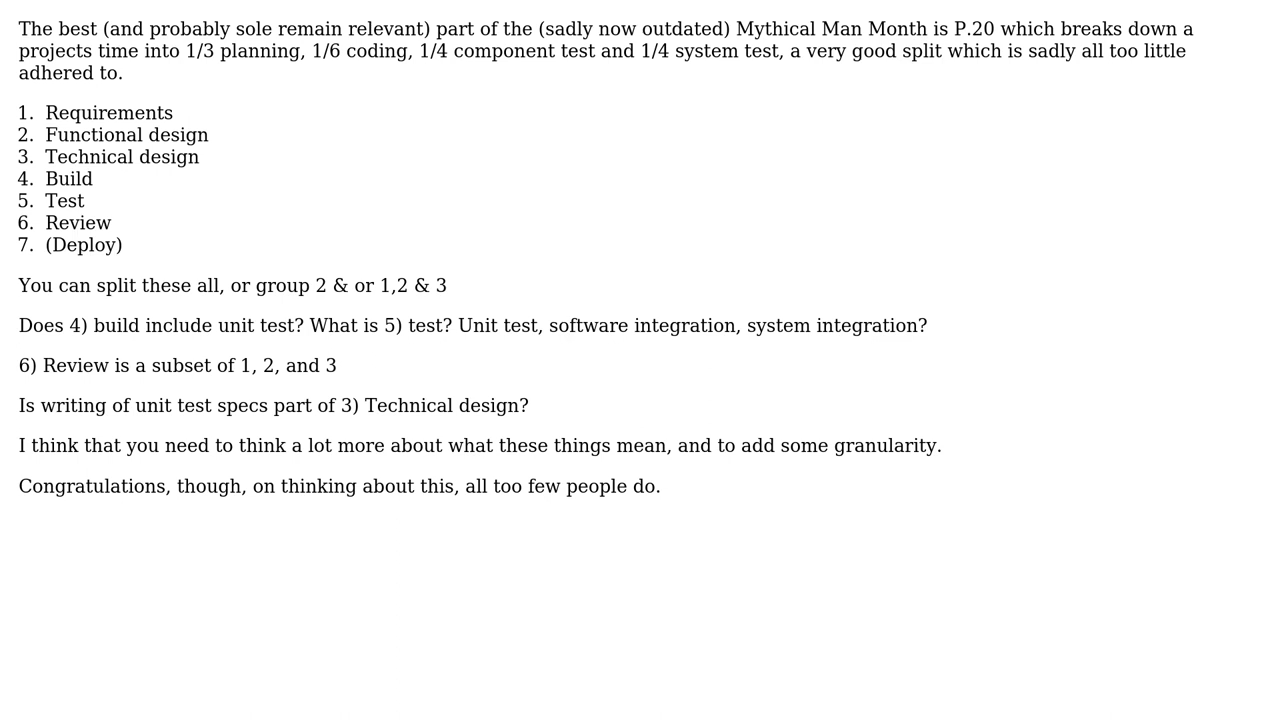 The best (and probably sole remain relevant) part of the (sadly now outdated) Mythical Man Month is P.20 which breaks down a
projects time into 1/3 planning, 1/6 coding, 1/4 component test and 1/4 system test, a very good split which is sadly all too little
adhered to.
1. Requirements
2. Functional design
3. Technical design
4. Build
5. Test
6. Review
7. (Deploy)
You can split these all, or group 2 & or 1,2 & 3
Does 4) build include unit test? What is 5) test? Unit test, software integration, system integration?
6) Review is a subset of 1, 2, and 3
Is writing of unit test specs part of 3) Technical design?
I think that you need to think a lot more about what these things mean, and to add some granularity.
Congratulations, though, on thinking about this, all too few people do.